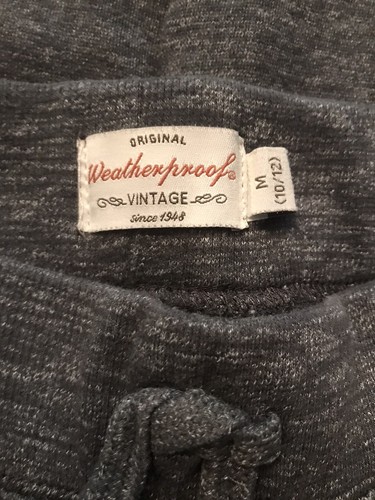 ORIGINAL
Weatherproof®
VINTAGE
since 1948
M
(10/12)